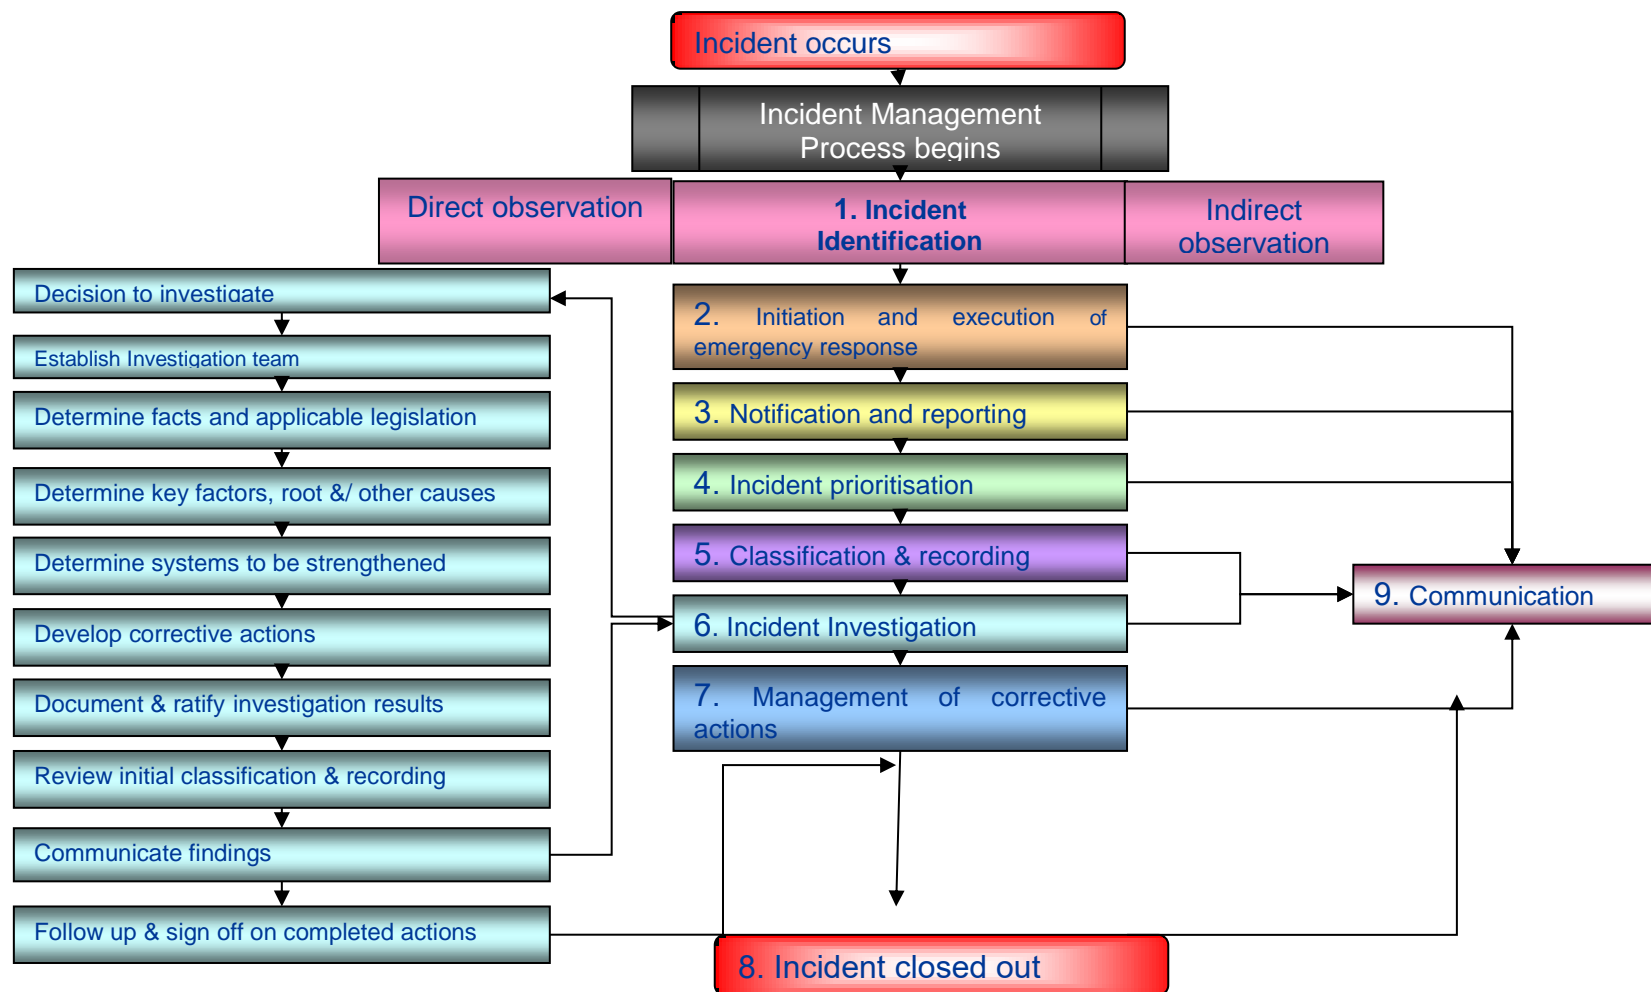 Incident occurs
Incident Management
Process begins
Direct observation
1. Incident
Identification
Indirect
observation
Decision to investigate
Establish Investigation team
Determine facts and applicable legislation
Determine key factors, root &/ other causes
Determine systems to be strengthened
Develop corrective actions
Document & ratify investigation results
Review initial classification & recording
Communicate findings
Follow up & sign off on completed actions
2. Initiation and execution of
emergency response
3. Notification and reporting
4. Incident prioritisation
5. Classification & recording
6. Incident Investigation
7. Management of corrective
actions
8. Incident closed out
9. Communication